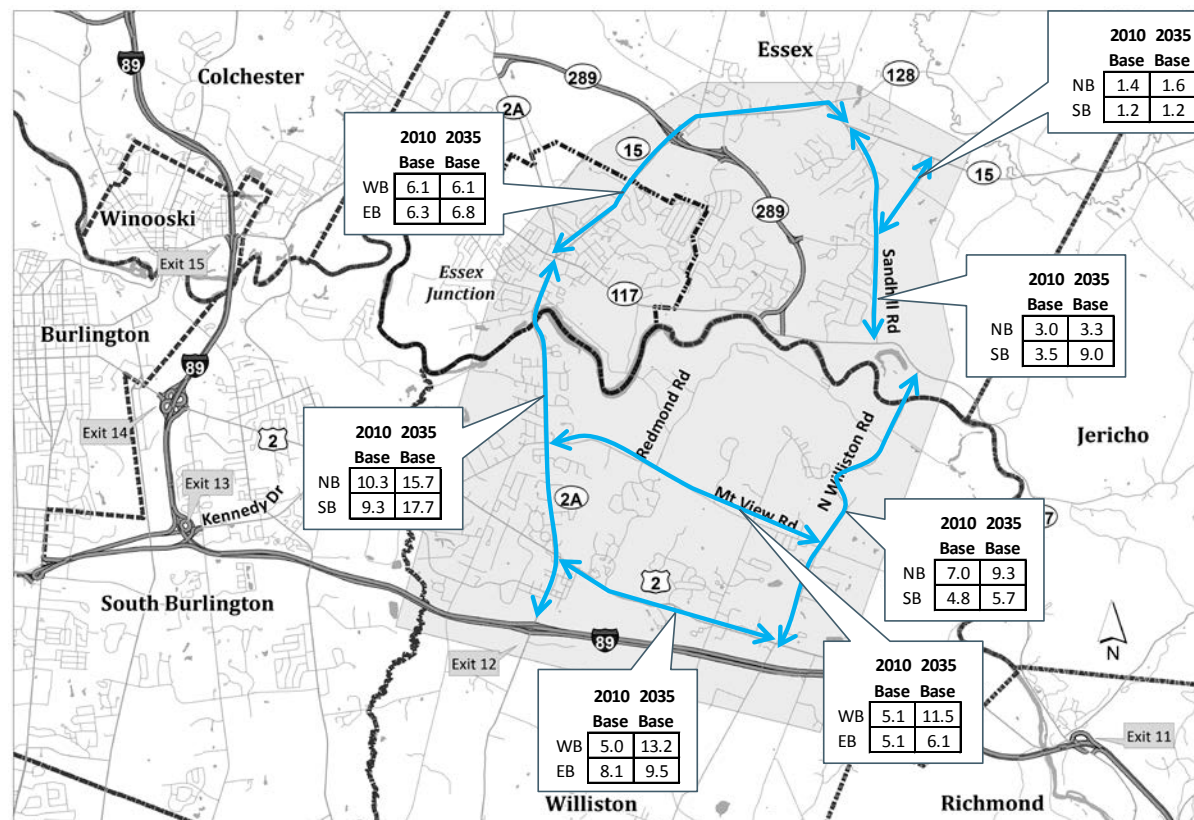 Essex
Colchester
89
289
128
2A
15
15
2010 2035
Base Base
NB 1.4 1.6
SB 1.2 1.2
2010 2035
Base Base
WB 6.1 6.1
EB 6.3 6.8
Winooski
Exit 15
Essex
Junction
289
117
Sandhill Rd
2010 2035
Base Base
NB 3.0 3.3
SB 3.5 9.0
Burlington
89
Exit 14
2
Exit 13
Kennedy Dr
Redmond Rd
N Williston Rd
Mt View Rd
Jericho
7
2010 2035
Base Base
NB 10.3 15.7
SB 9.3 17.7
2A
2
2010 2035
Base Base
NB 7.0 9.3
SB 4.8 5.7
South Burlington
89
Exit 12
N
2010 2035
Base Base
WB 5.0 13.2
EB 8.1 9.5
2010 2035
Base Base
WB 5.1 11.5
EB 5.1 6.1
Exit 11
Williston
Richmond